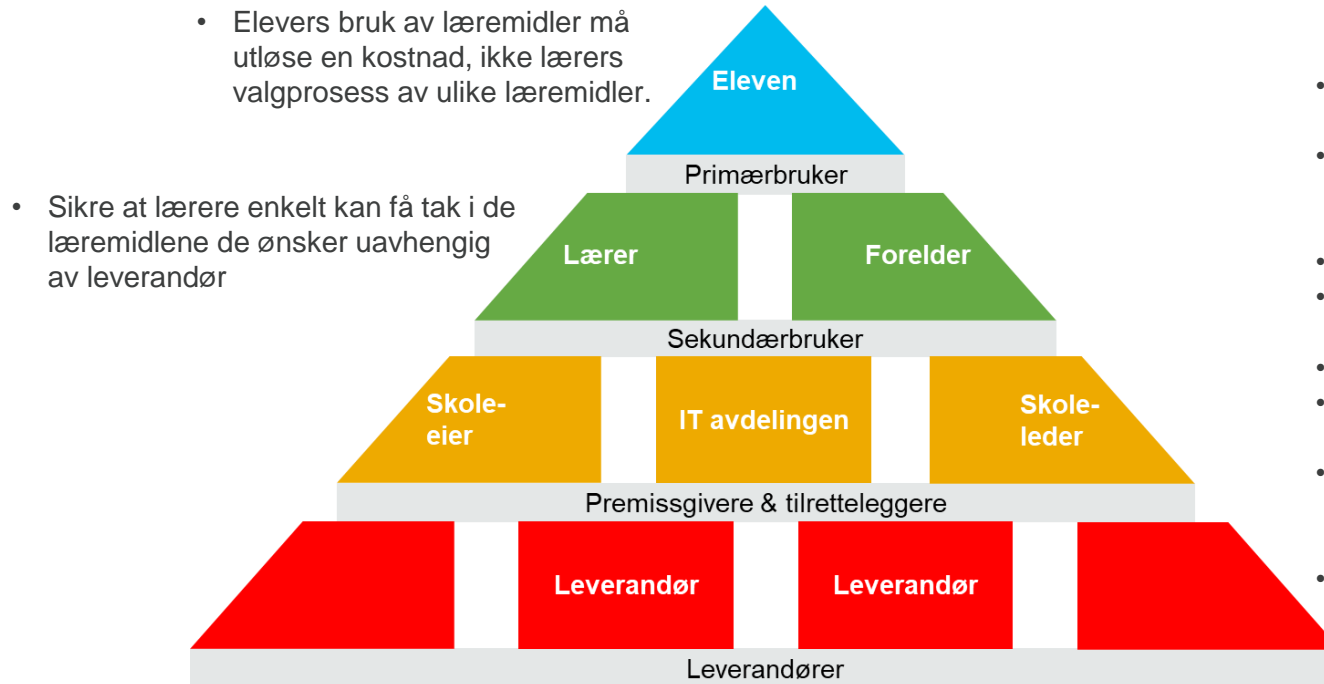 • Elevers bruk av læremidler må
utløse en kostnad, ikke lærers
valgprosess av ulike læremidler.
Eleven
Primærbruker
• Sikre at lærere enkelt kan få tak i de
læremidlene de ønsker uavhengig
av leverandør
Lærer
Forelder
Sekundærbruker
Skole-
eier
IT avdelingen
Skole-
leder
Premissgivere & tilretteleggere
Leverandør
Leverandør
Leverandører